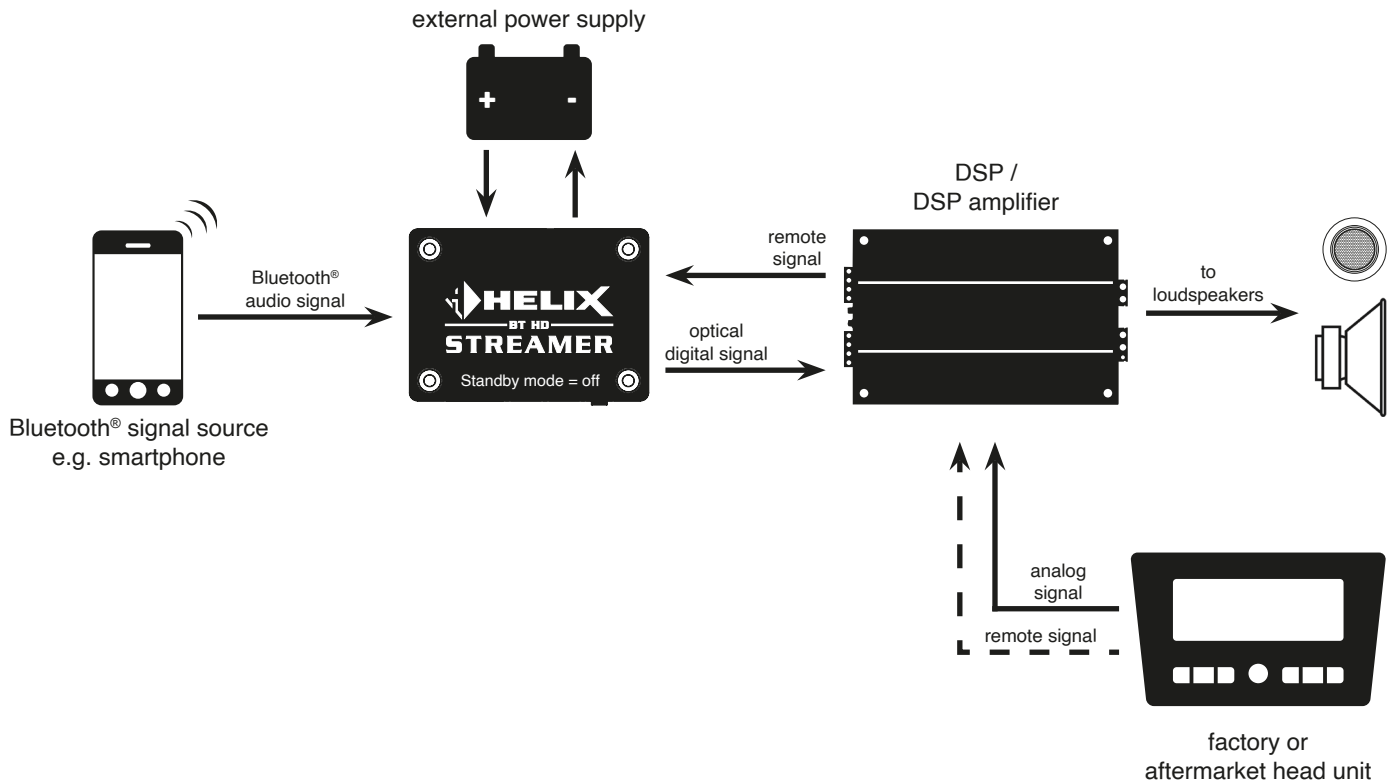 external power supply
+ -
DSP /
DSP amplifier
remote
signal
to
loudspeakers
Bluetooth®
audio signal
HELIX
BT HD
STREAMER
Standby mode = off
optical
digital signal
Bluetooth® signal source
e.g. smartphone
analog
signal
remote signal
factory or
aftermarket head unit